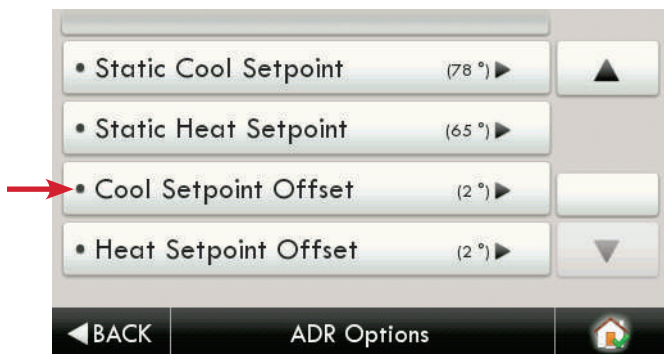 • Static Cool Setpoint (78 °)▶
• Static Heat Setpoint (65 °)▶
• Cool Setpoint Offset (2 °)▶
• Heat Setpoint Offset (2 °)▶
◀BACK ADR Options